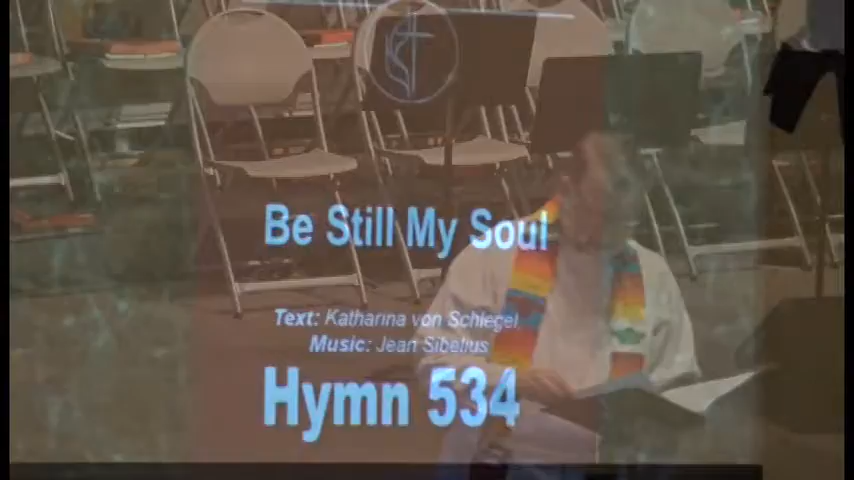 Be Still My Soul
Text: Katharina von Schlegel
Music: Jean Sibelius
Hymn 534